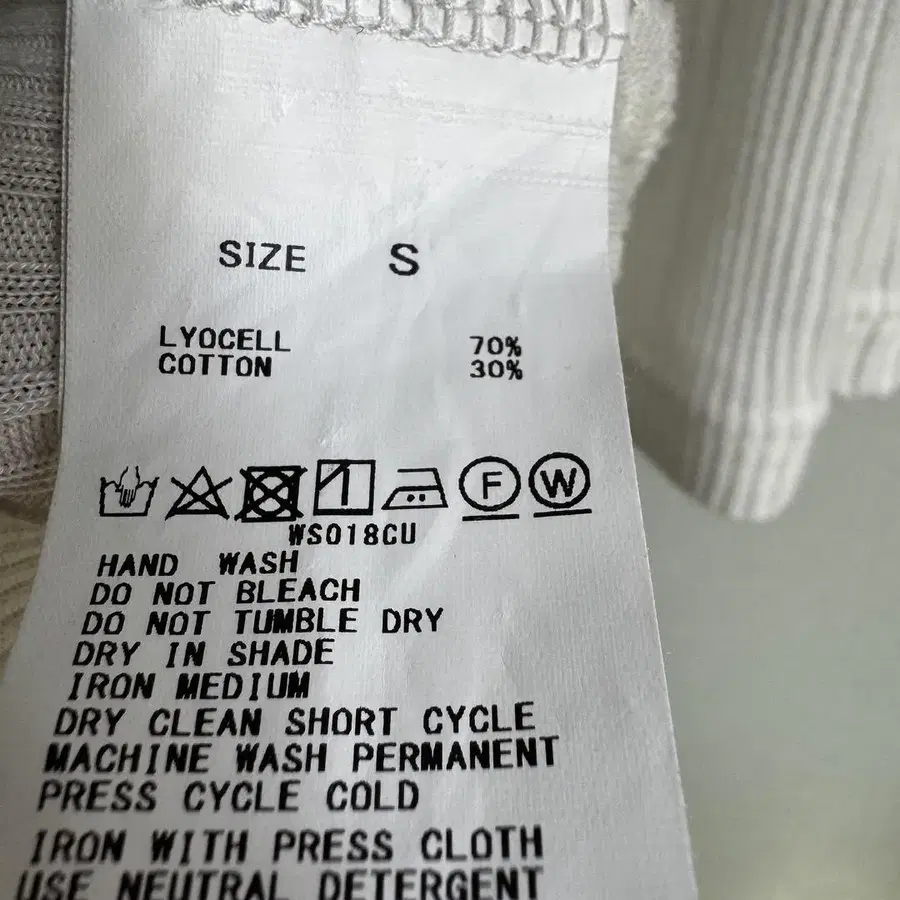 SIZE S
LYOCELL 70%
COTTON 30%
F W
WS018CU
HAND WASH
DO NOT BLEACH
DO NOT TUMBLE DRY
DRY IN SHADE
IRON MEDIUM
DRY CLEAN SHORT CYCLE
MACHINE WASH PERMANENT
PRESS CYCLE COLD
IRON WITH PRESS CLOTH
USE NEUTRAL DETERGENT